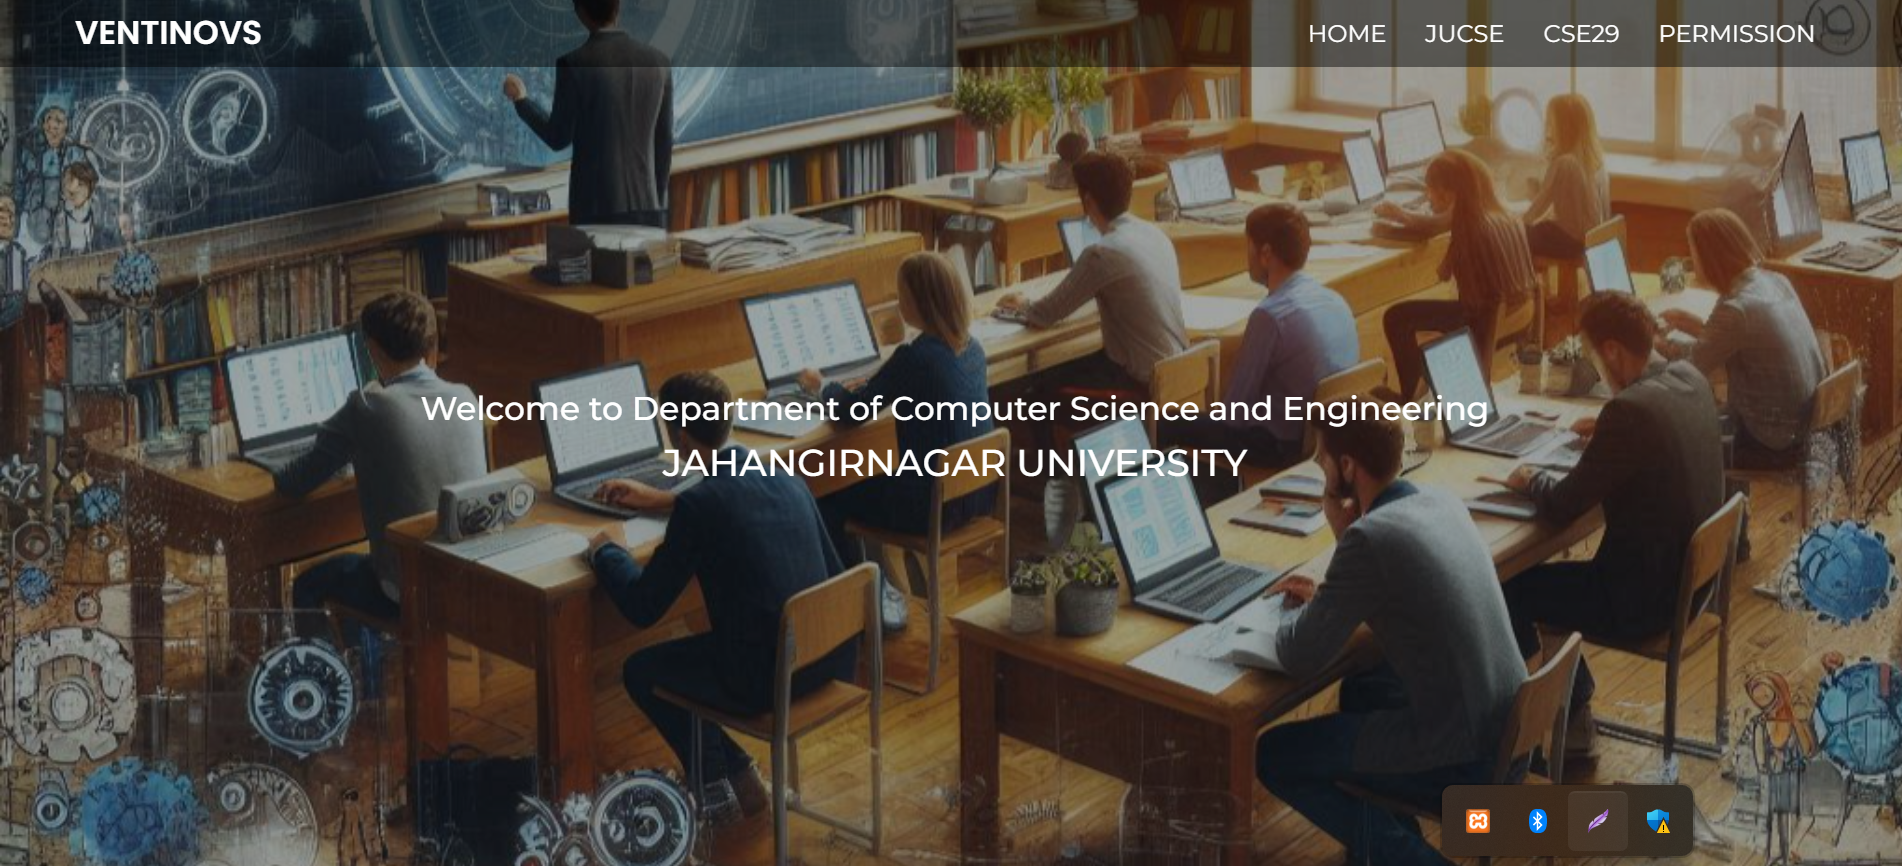 VENTINOVS
HOME JUCSE CSE29 PERMISSION
Welcome to Department of Computer Science and Engineering
JAHANGIRNAGAR UNIVERSITY